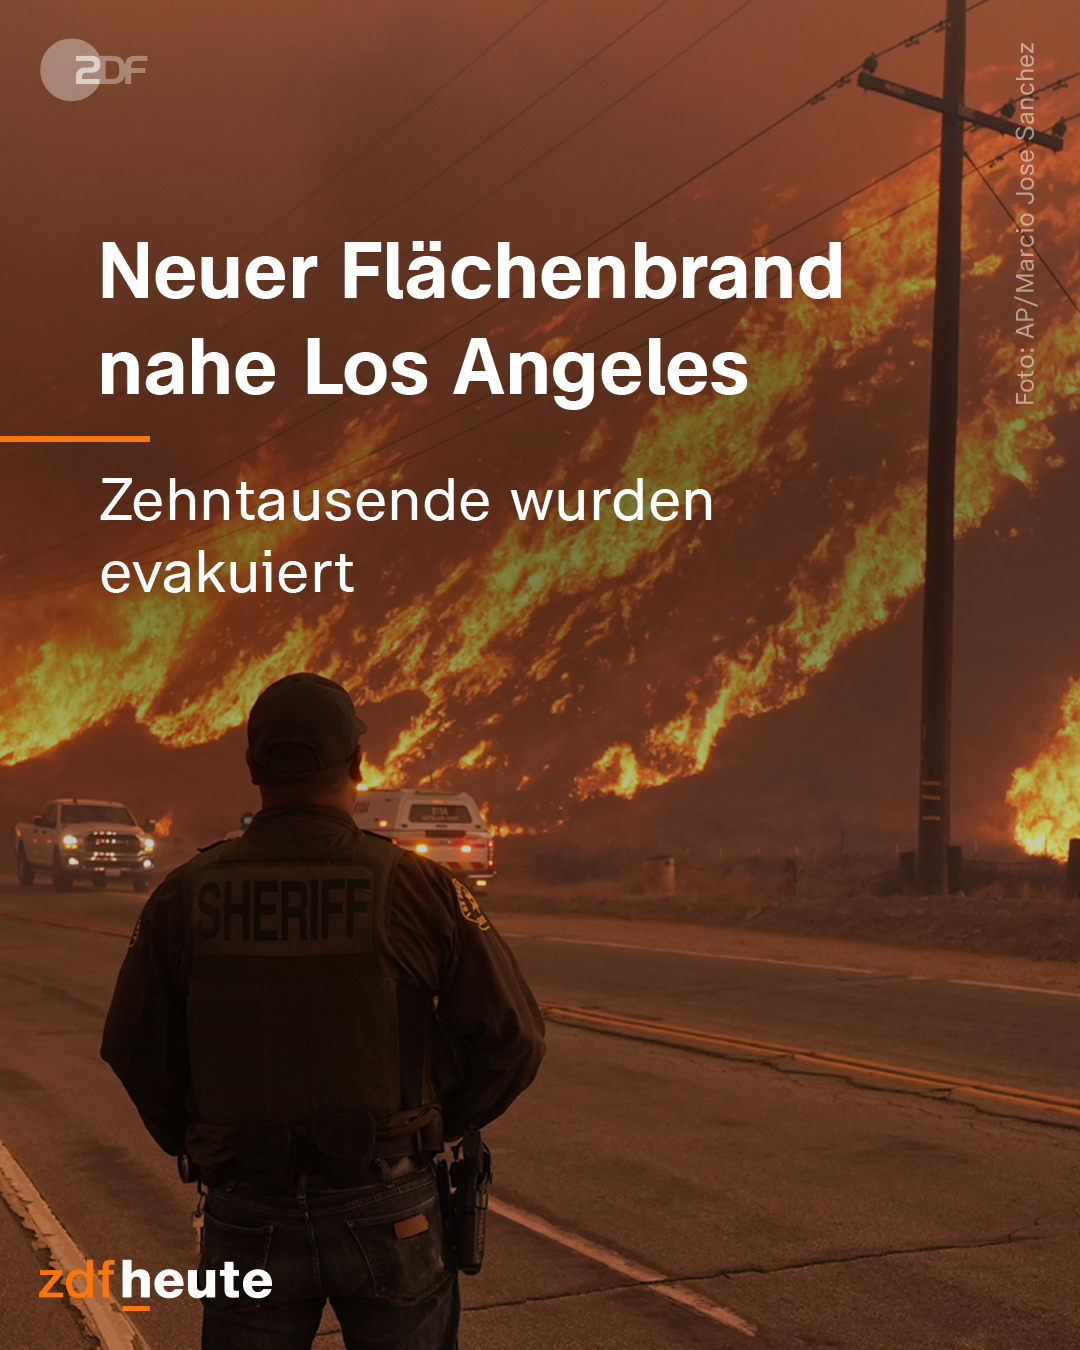 ZDF
Foto: AP/Marcio Jose Sanchez
Neuer Flächenbrand
nahe Los Angeles
Zehntausende wurden
evakuiert
SHERIFF
zdfheute